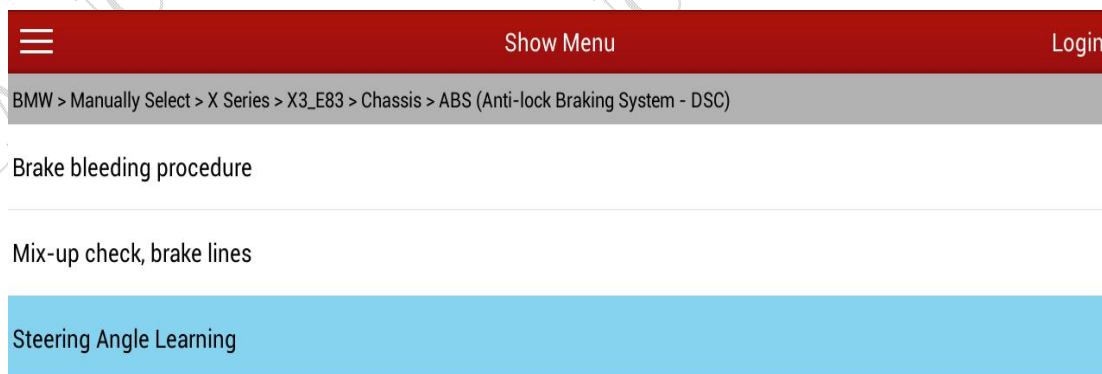 Show Menu
Login
BMW > Manually Select > X Series > X3_E83 > Chassis > ABS (Anti-lock Braking System - DSC)
Brake bleeding procedure
Mix-up check, brake lines
Steering Angle Learning